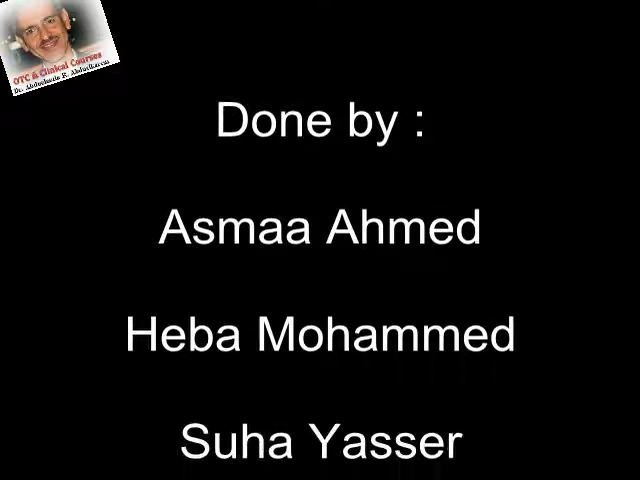 OTC & Clinical Courses
Done by :
Asmaa Ahmed
Heba Mohammed
Suha Yasser